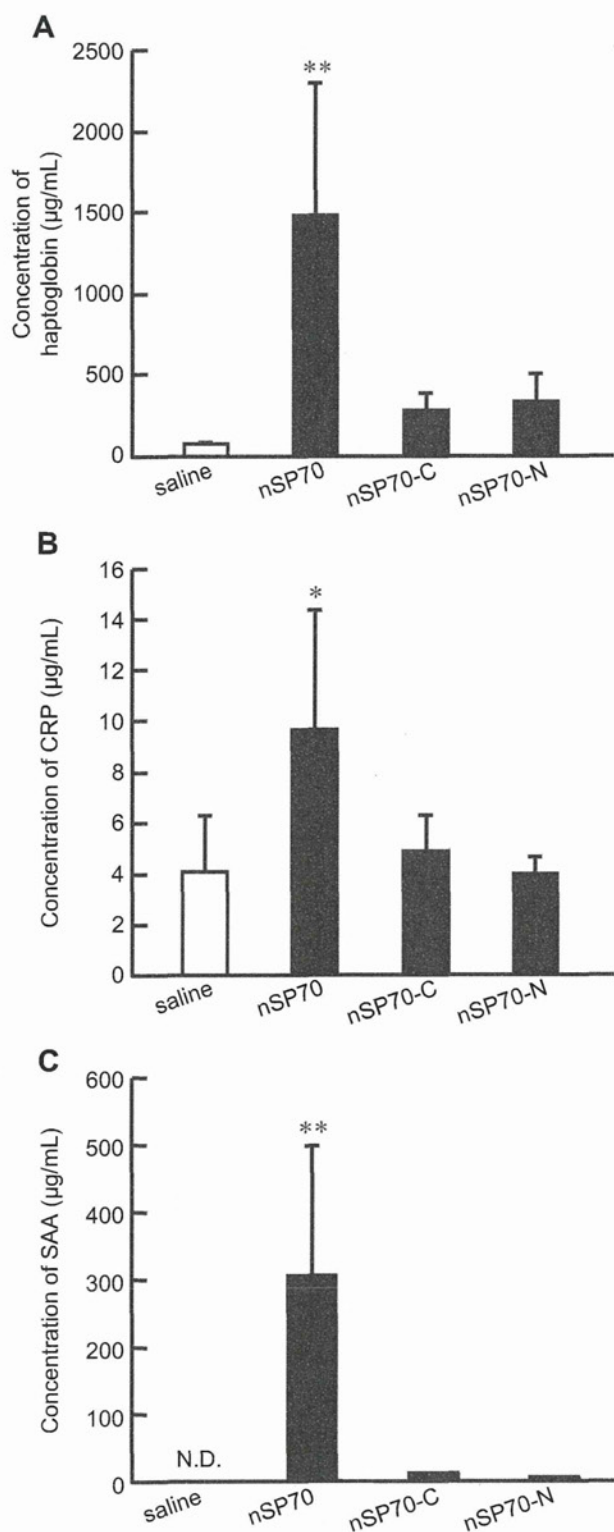 A
Concentration of
haptoglobin (µg/mL)
2500
2000
1500
1000
500
0
**
saline
nSP70
nSP70-C
nSP70-N
B
Concentration of CRP (µg/mL)
16
14
12
10
8
6
4
2
0
*
saline
nSP70
nSP70-C
nSP70-N
C
Concentration of SAA (µg/mL)
600
500
400
300
200
100
0
**
N.D.
saline
nSP70
nSP70-C
nSP70-N